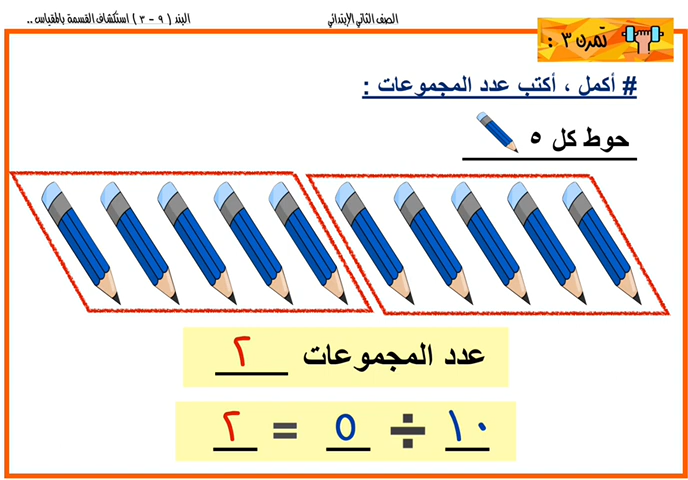 الصف الثاني الإبتدائي
البند ( ٩ - ٣ ) استكشاف القسمة بالمقياس ..
تمرن ٣ :
# أكمل ، أكتب عدد المجموعات :
حوط كل ٥
عدد المجموعات ٢
١٠ ÷ ٥ = ٢